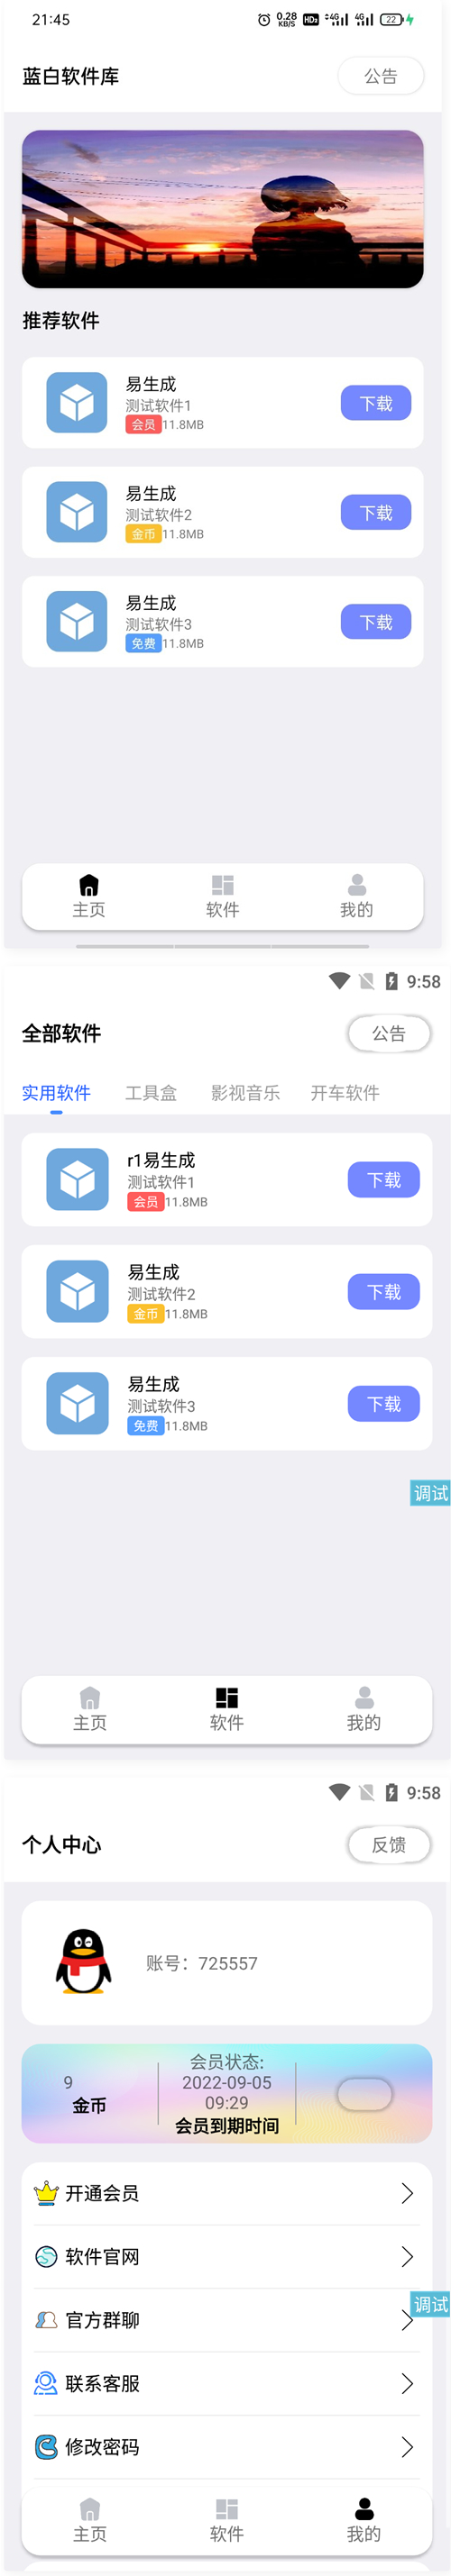 21:45
0.28
KB/S
HD2
4G
4G
22
蓝白软件库
公告
推荐软件
易生成
测试软件1
会员 11.8MB
下载
易生成
测试软件2
金币 11.8MB
下载
易生成
测试软件3
免费 11.8MB
下载
主页
软件
我的
9:58
全部软件
公告
实用软件
工具盒
影视音乐
开车软件
r1易生成
测试软件1
会员 11.8MB
下载
易生成
测试软件2
金币 11.8MB
下载
易生成
测试软件3
免费 11.8MB
下载
调试
主页
软件
我的
9:58
个人中心
反馈
账号：725557
9
金币
会员状态:
2022-09-05
09:29
会员到期时间
开通会员
软件官网
官方群聊
调试
联系客服
修改密码
主页
软件
我的